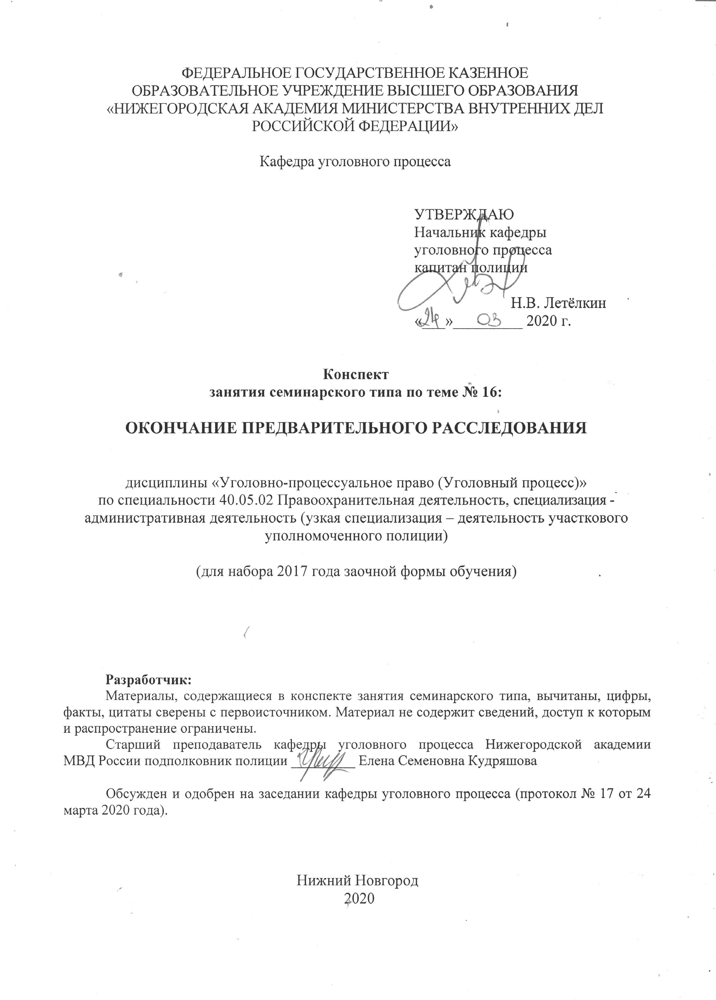 ФЕДЕРАЛЬНОЕ ГОСУДАРСТВЕННОЕ КАЗЕННОЕ
ОБРАЗОВАТЕЛЬНОЕ УЧРЕЖДЕНИЕ ВЫСШЕГО ОБРАЗОВАНИЯ
«НИЖЕГОРОДСКАЯ АКАДЕМИЯ МИНИСТЕРСТВА ВНУТРЕННИХ ДЕЛ
РОССИЙСКОЙ ФЕДЕРАЦИИ»
Кафедра уголовного процесса
УТВЕРЖДАЮ
Начальник кафедры
уголовного процесса
капитан полиции
Н.В. Летёлкин
«24» 03 2020 г.
Конспект
занятия семинарского типа по теме № 16:
ОКОНЧАНИЕ ПРЕДВАРИТЕЛЬНОГО РАССЛЕДОВАНИЯ
дисциплины «Уголовно-процессуальное право (Уголовный процесс)»
по специальности 40.05.02 Правоохранительная деятельность, специализация -
административная деятельность (узкая специализация – деятельность участкового
уполномоченного полиции)
(для набора 2017 года заочной формы обучения)
Разработчик:
Материалы, содержащиеся в конспекте занятия семинарского типа, вычитаны, цифры,
факты, цитаты сверены с первоисточником. Материал не содержит сведений, доступ к которым
и распространение ограничены.
Старший преподаватель кафедры уголовного процесса Нижегородской академии
МВД России подполковник полиции _________ Елена Семеновна Кудряшова
Обсужден и одобрен на заседании кафедры уголовного процесса (протокол № 17 от 24
марта 2020 года).
Нижний Новгород
2020